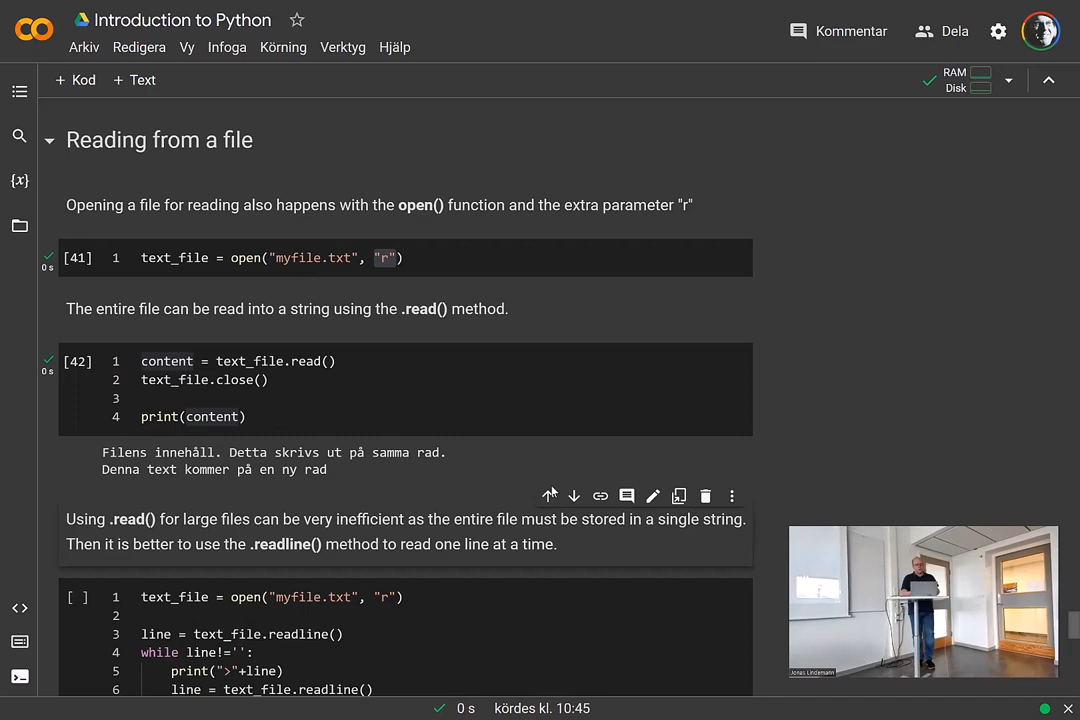 Introduction to Python
Arkiv Redigera Vy Infoga Körning Verktyg Hjälp
Kommentar
Dela
+ Kod + Text
RAM
Disk
Reading from a file
{x}
Opening a file for reading also happens with the open() function and the extra parameter "r"
[41] 1 text_file = open("myfile.txt", "r")
0 s
The entire file can be read into a string using the .read() method.
[42] 1 content = text_file.read()
0 s
2 text_file.close()
3
4 print(content)
Filens innehåll. Detta skrivs ut på samma rad.
Denna text kommer på en ny rad
Using .read() for large files can be very inefficient as the entire file must be stored in a single string.
Then it is better to use the .readline() method to read one line at a time.
[ ] 1 text_file = open("myfile.txt", "r")
2
3 line = text_file.readline()
4 while line!='':
5 print(">"+line)
6 line = text_file.readline()
Jonas Lindemann
0 s kördes kl. 10:45